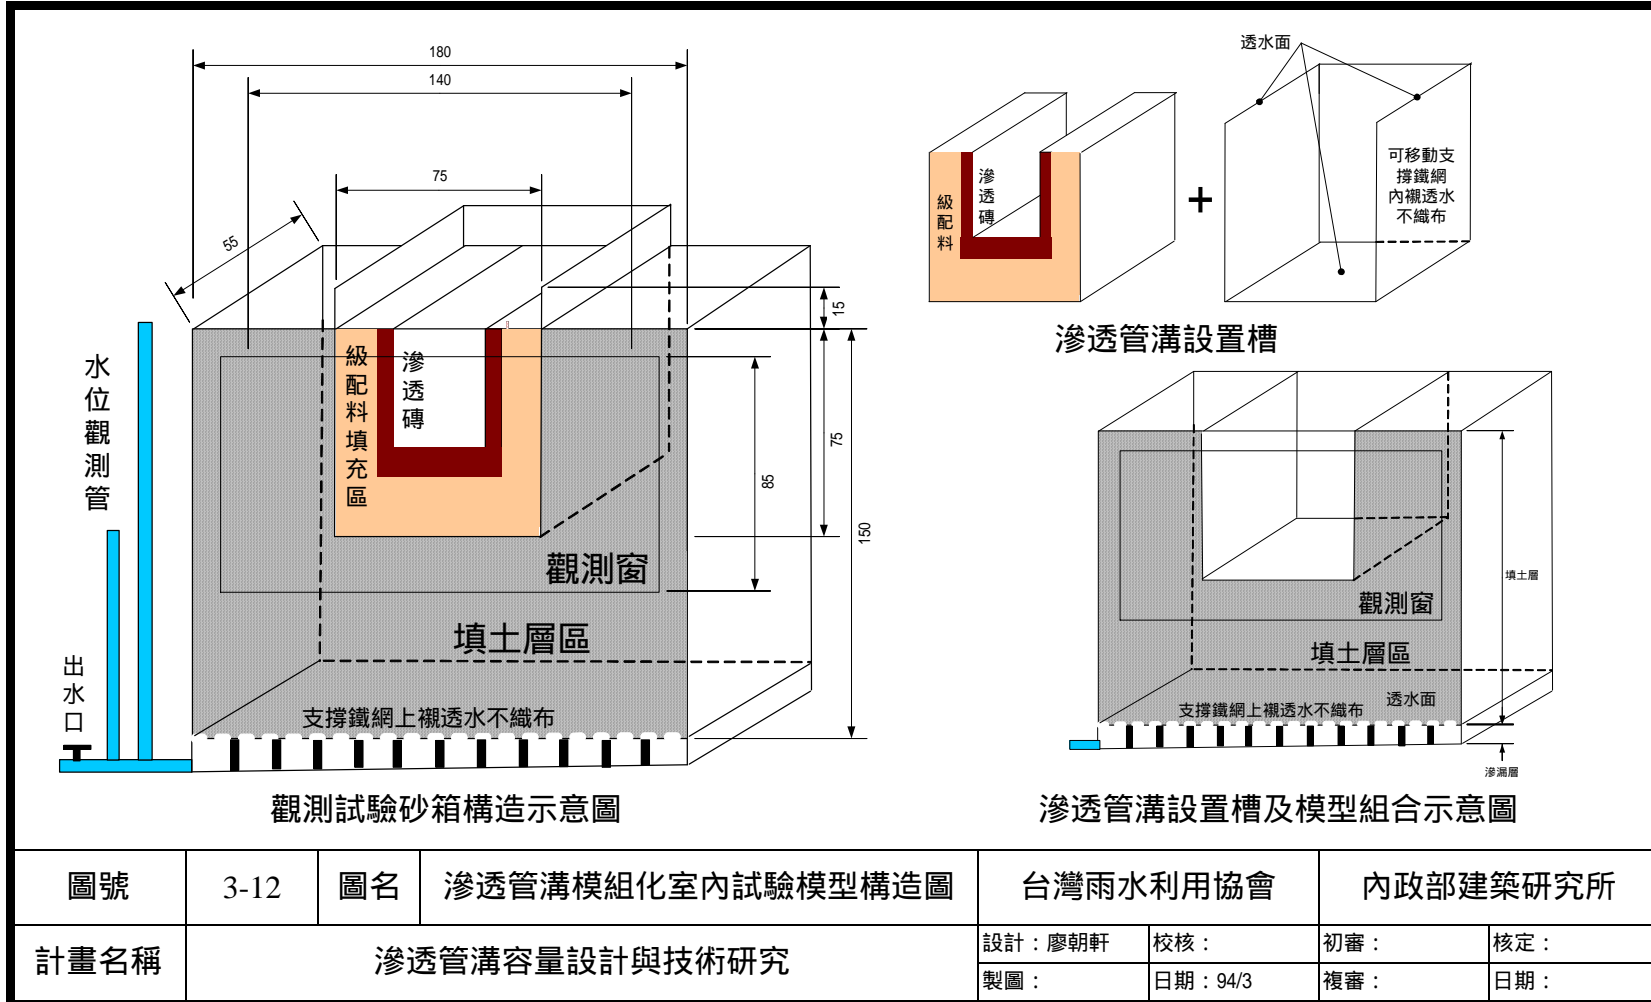 180
140
75
55
15
75
85
150
水位觀測管
出水口
級配料填充區
滲透磚
觀測窗
填土層區
支撐鐵網上襯透水不織布
觀測試驗砂箱構造示意圖
透水面
級配料
滲透磚
+
可移動支
撐鐵網
內襯透水
不織布
滲透管溝設置槽
填土層
觀測窗
填土層區
透水面
支撐鐵網上襯透水不織布
滲漏層
滲透管溝設置槽及模型組合示意圖
圖號
3-12
圖名
滲透管溝模組化室內試驗模型構造圖
台灣雨水利用協會
內政部建築研究所
計畫名稱
滲透管溝容量設計與技術研究
設計：廖朝軒
校核：
初審：
核定：
製圖：
日期：94/3
複審：
日期：